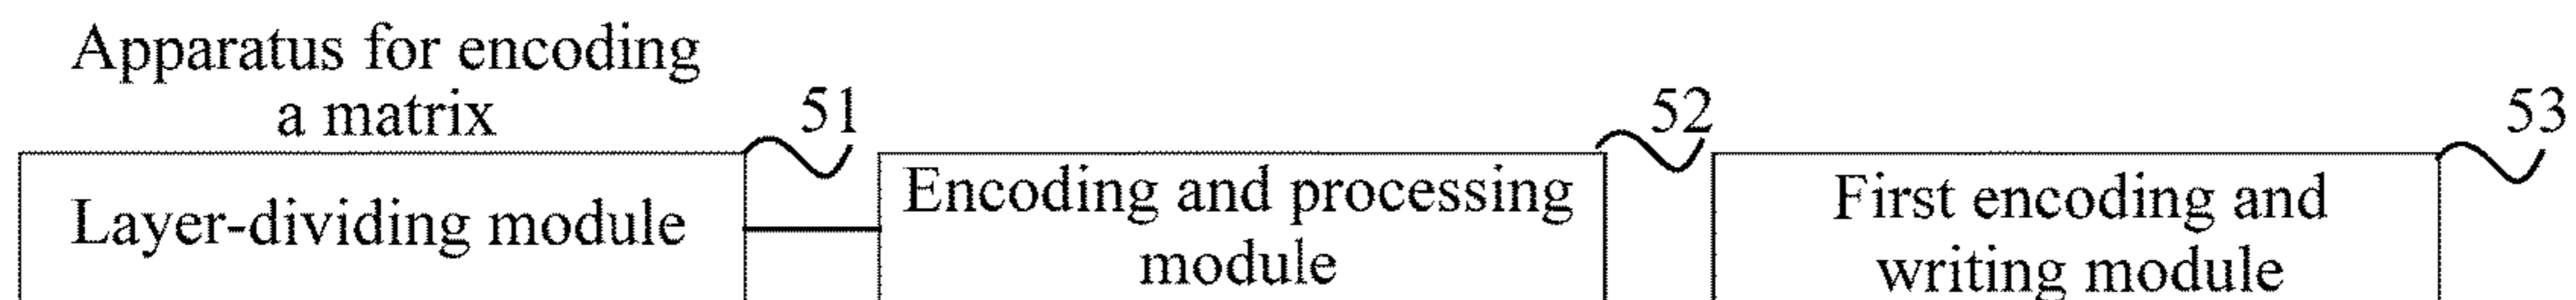 Apparatus for encoding
a matrix
51
52
53
Layer-dividing module
Encoding and processing
module
First encoding and
writing module